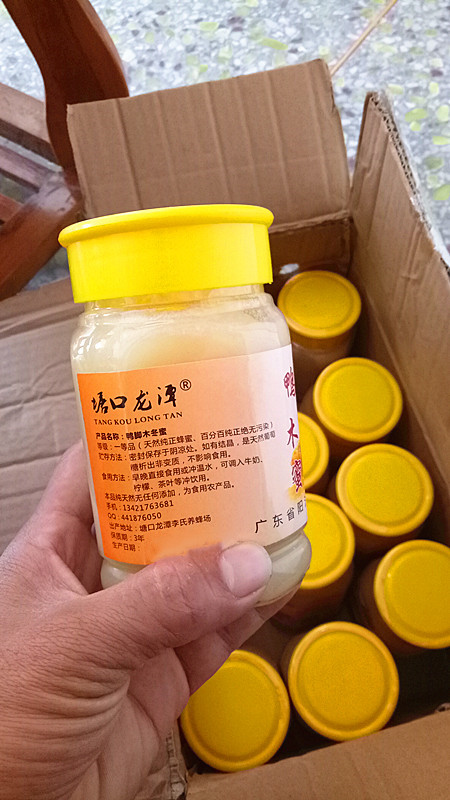 塘口龙潭®
TANG KOU LONG TAN
产品名称：鸭脚木冬蜜
等级：一等品（天然纯正蜂蜜、百分百纯正绝无污染）
贮存方法：密封保存于阴凉处。如有结晶，是天然葡萄
糖析出非变质，不影响食用。
食用方法：早晚直接食用或冲温水，可调入牛奶、
柠檬、茶叶等冲饮用。
本品纯天然无任何添加，为食用农产品。
手机：13421763681
QQ：441876050
出产地址：塘口龙潭李氏养蜂场
保质期：3年
生产日期：
鸭
木
蜜
广东省阳